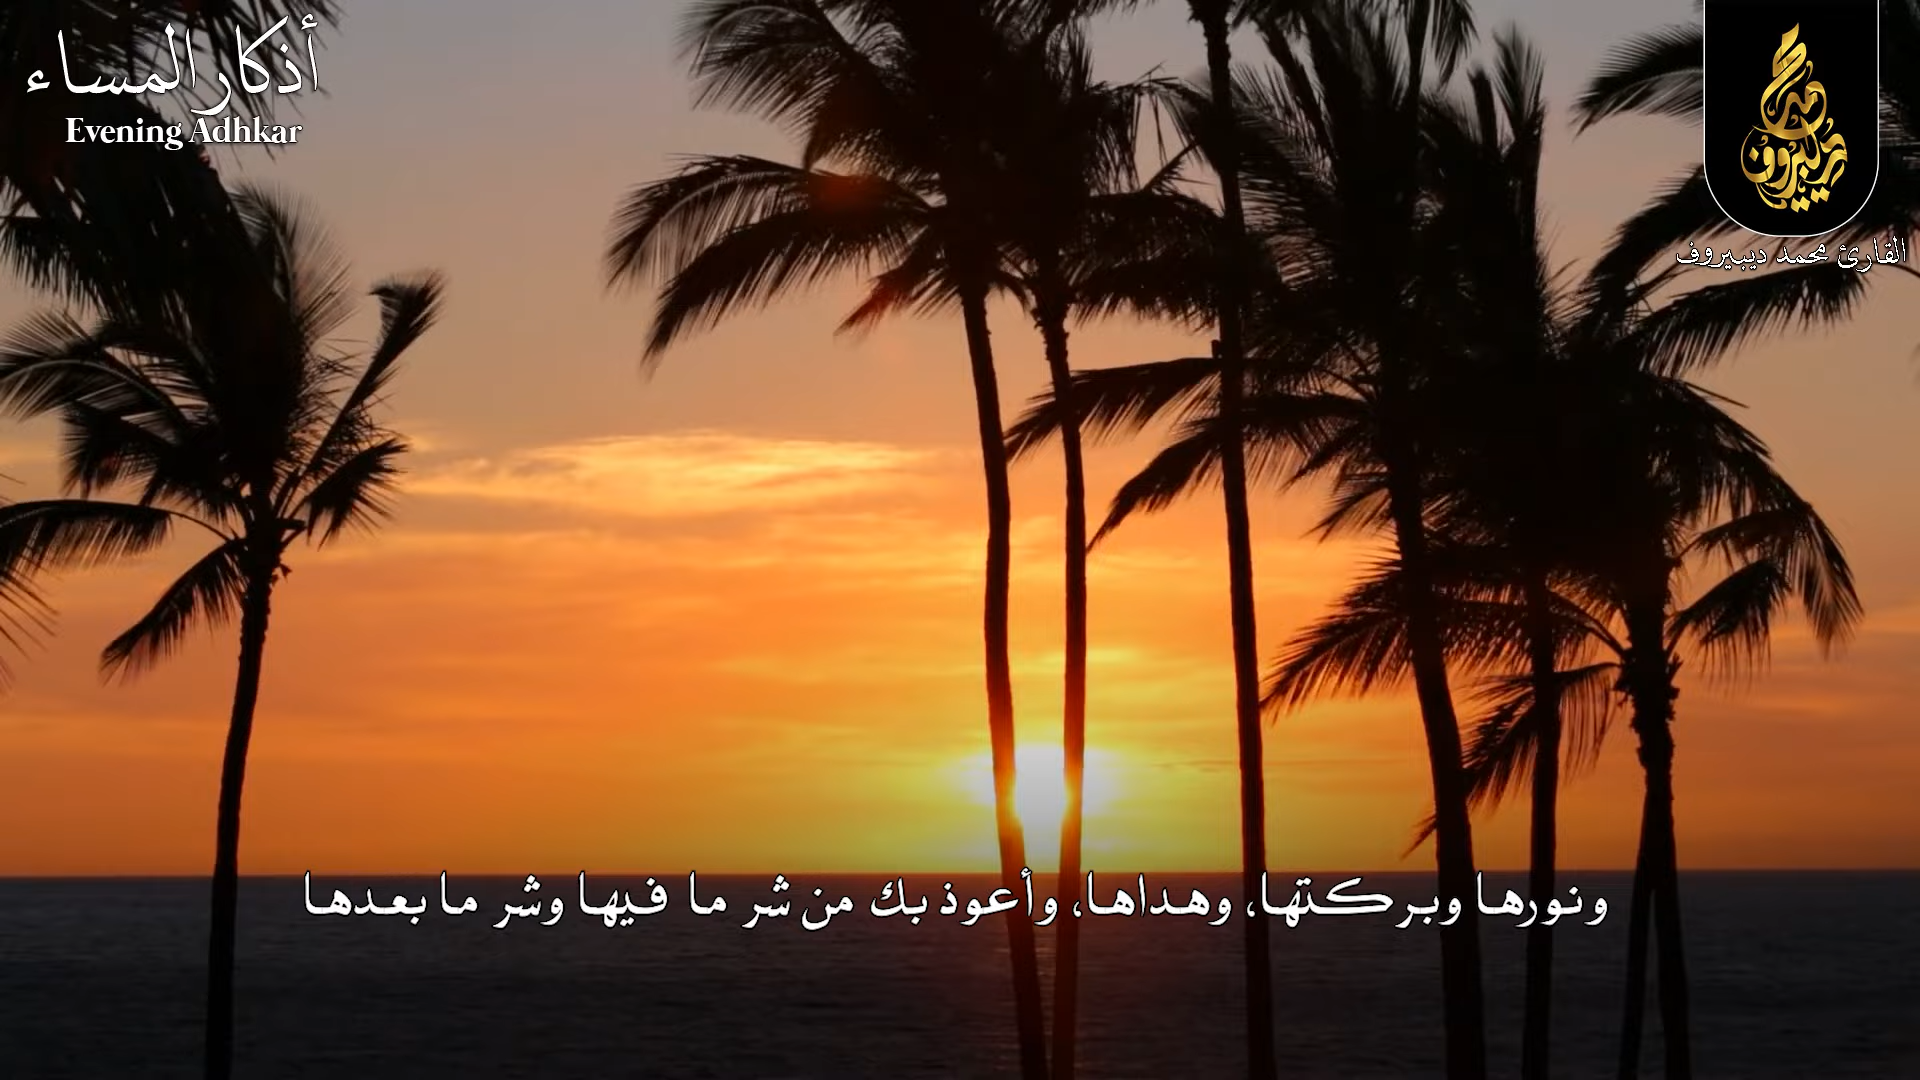 أذكار المساء
Evening Adhkar
القارئ محمد ديبيروف
ونورها وبركتها، وهداها، وأعوذ بك من شر ما فيها وشر ما بعدها